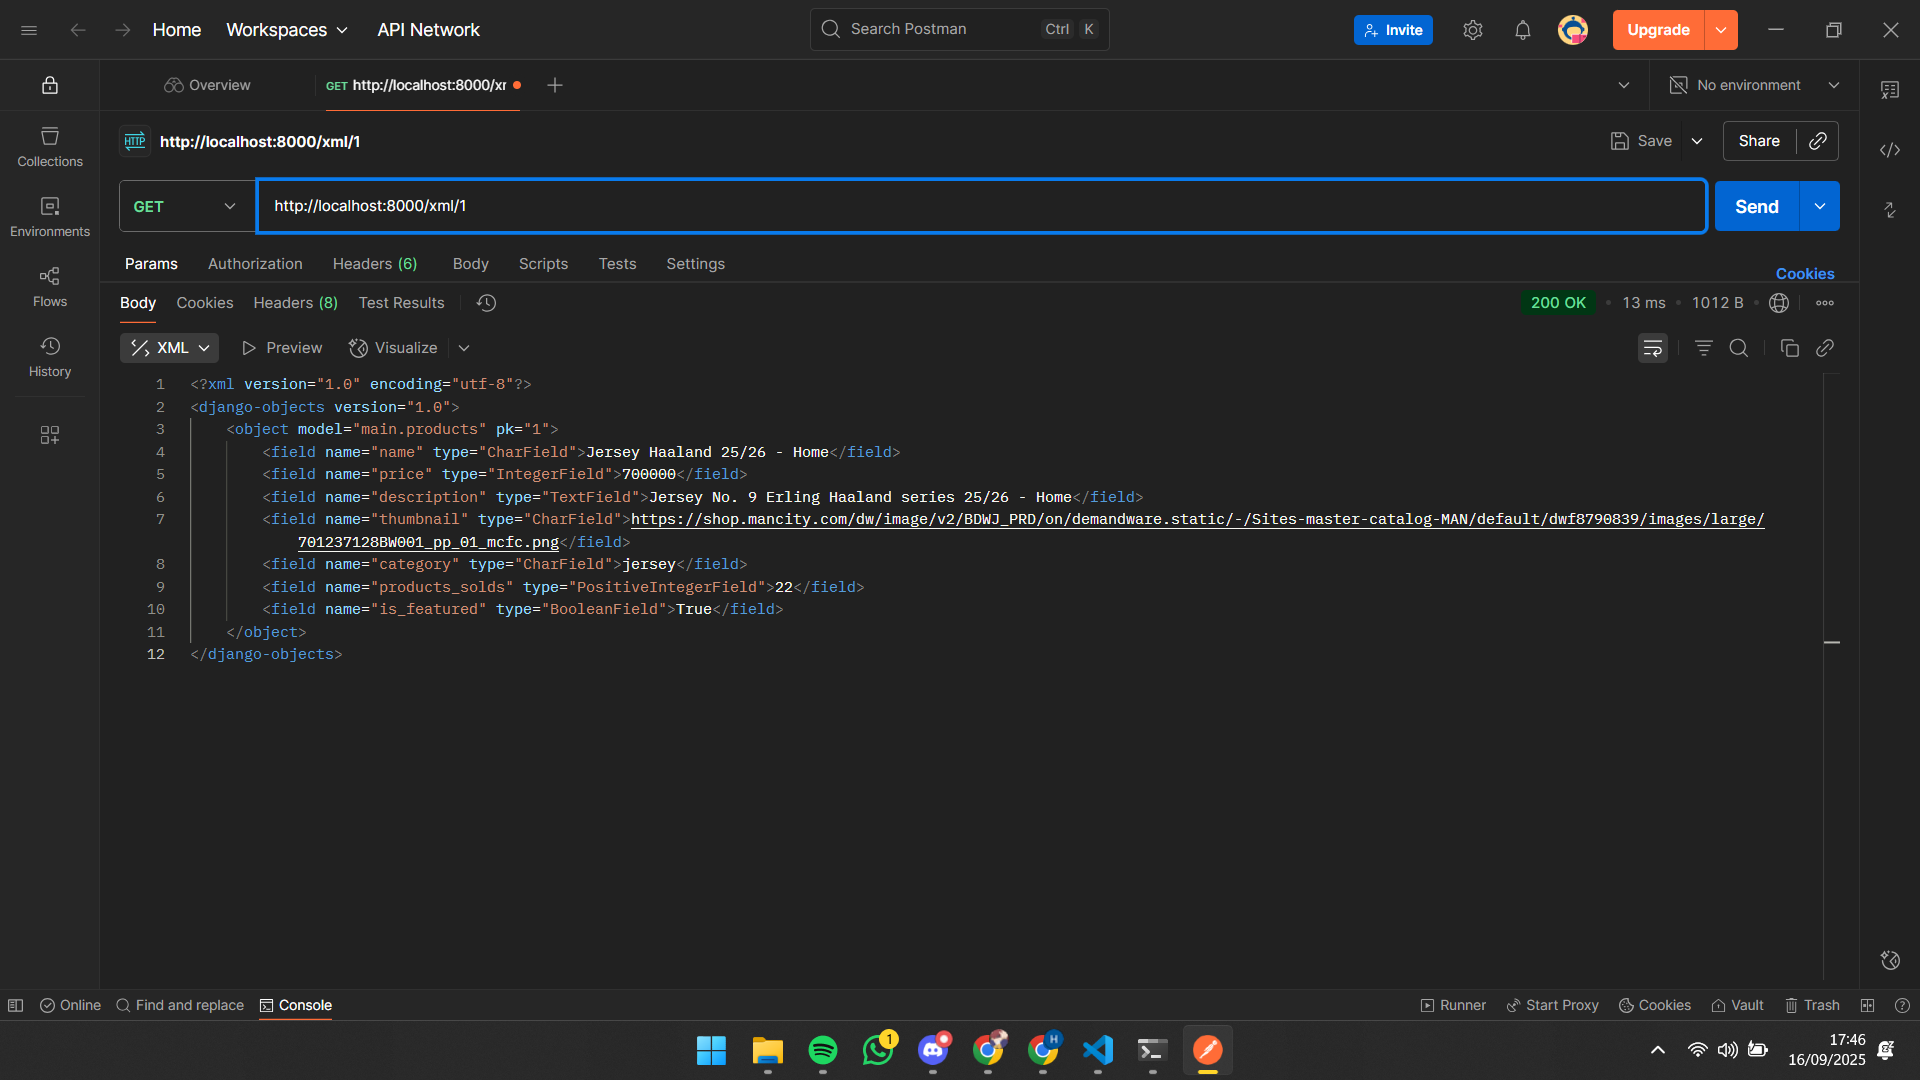 Home Workspaces API Network Search Postman Ctrl K Invite Upgrade
Overview GET http://localhost:8000/xr No environment
HTTP http://localhost:8000/xml/1 Save Share
GET http://localhost:8000/xml/1 Send
Collections
Environments
Flows
History
Params Authorization Headers (6) Body Scripts Tests Settings
Cookies
Body Cookies Headers (8) Test Results 200 OK • 13 ms • 1012 B •
XML Preview Visualize
1 <?xml version="1.0" encoding="utf-8"?>
2 <django-objects version="1.0">
3 <object model="main.products" pk="1">
4 <field name="name" type="CharField">Jersey Haaland 25/26 - Home</field>
5 <field name="price" type="IntegerField">700000</field>
6 <field name="description" type="TextField">Jersey No. 9 Erling Haaland series 25/26 - Home</field>
7 <field name="thumbnail" type="CharField">https://shop.mancity.com/dw/image/v2/BDWJ_PRD/on/demandware.static/-/Sites-master-catalog-MAN/default/dwf8790839/images/large/
701237128BW001_pp_01_mcfc.png</field>
8 <field name="category" type="CharField">jersey</field>
9 <field name="products_solds" type="PositiveIntegerField">22</field>
10 <field name="is_featured" type="BooleanField">True</field>
11 </object>
12 </django-objects>
Online Find and replace Console Runner Start Proxy Cookies Vault Trash
1 H 17:46
16/09/2025